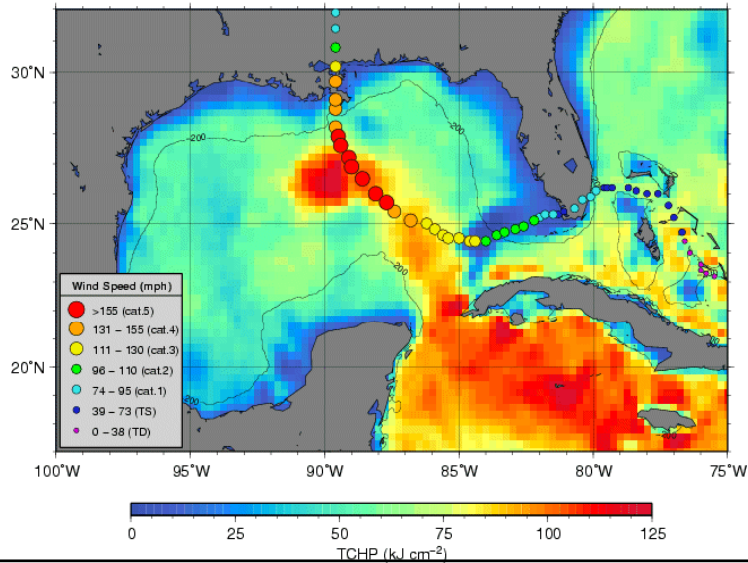 30°N
25°N
20°N
200
200
200
200
Wind Speed (mph)
>155 (cat.5)
131 – 155 (cat.4)
111 – 130 (cat.3)
96 – 110 (cat.2)
74 – 95 (cat.1)
39 – 73 (TS)
0 – 38 (TD)
100°W 95°W 90°W 85°W 80°W 75°W
0 25 50 75 100 125
TCHP (kJ cm⁻²)